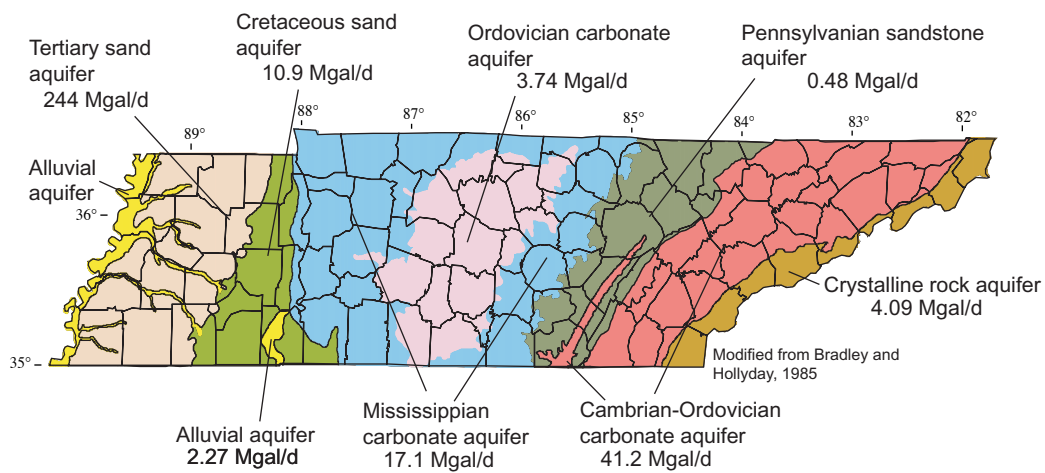 Cretaceous sand
aquifer
10.9 Mgal/d
Tertiary sand
aquifer
244 Mgal/d
Ordovician carbonate
aquifer
3.74 Mgal/d
Pennsylvanian sandstone
aquifer
0.48 Mgal/d
89°
88°
87°
86°
85°
84°
83°
82°
Alluvial
aquifer
36°
35°
Crystalline rock aquifer
4.09 Mgal/d
Modified from Bradley and
Hollyday, 1985
Alluvial aquifer
2.27 Mgal/d
Mississippian
carbonate aquifer
17.1 Mgal/d
Cambrian-Ordovician
carbonate aquifer
41.2 Mgal/d